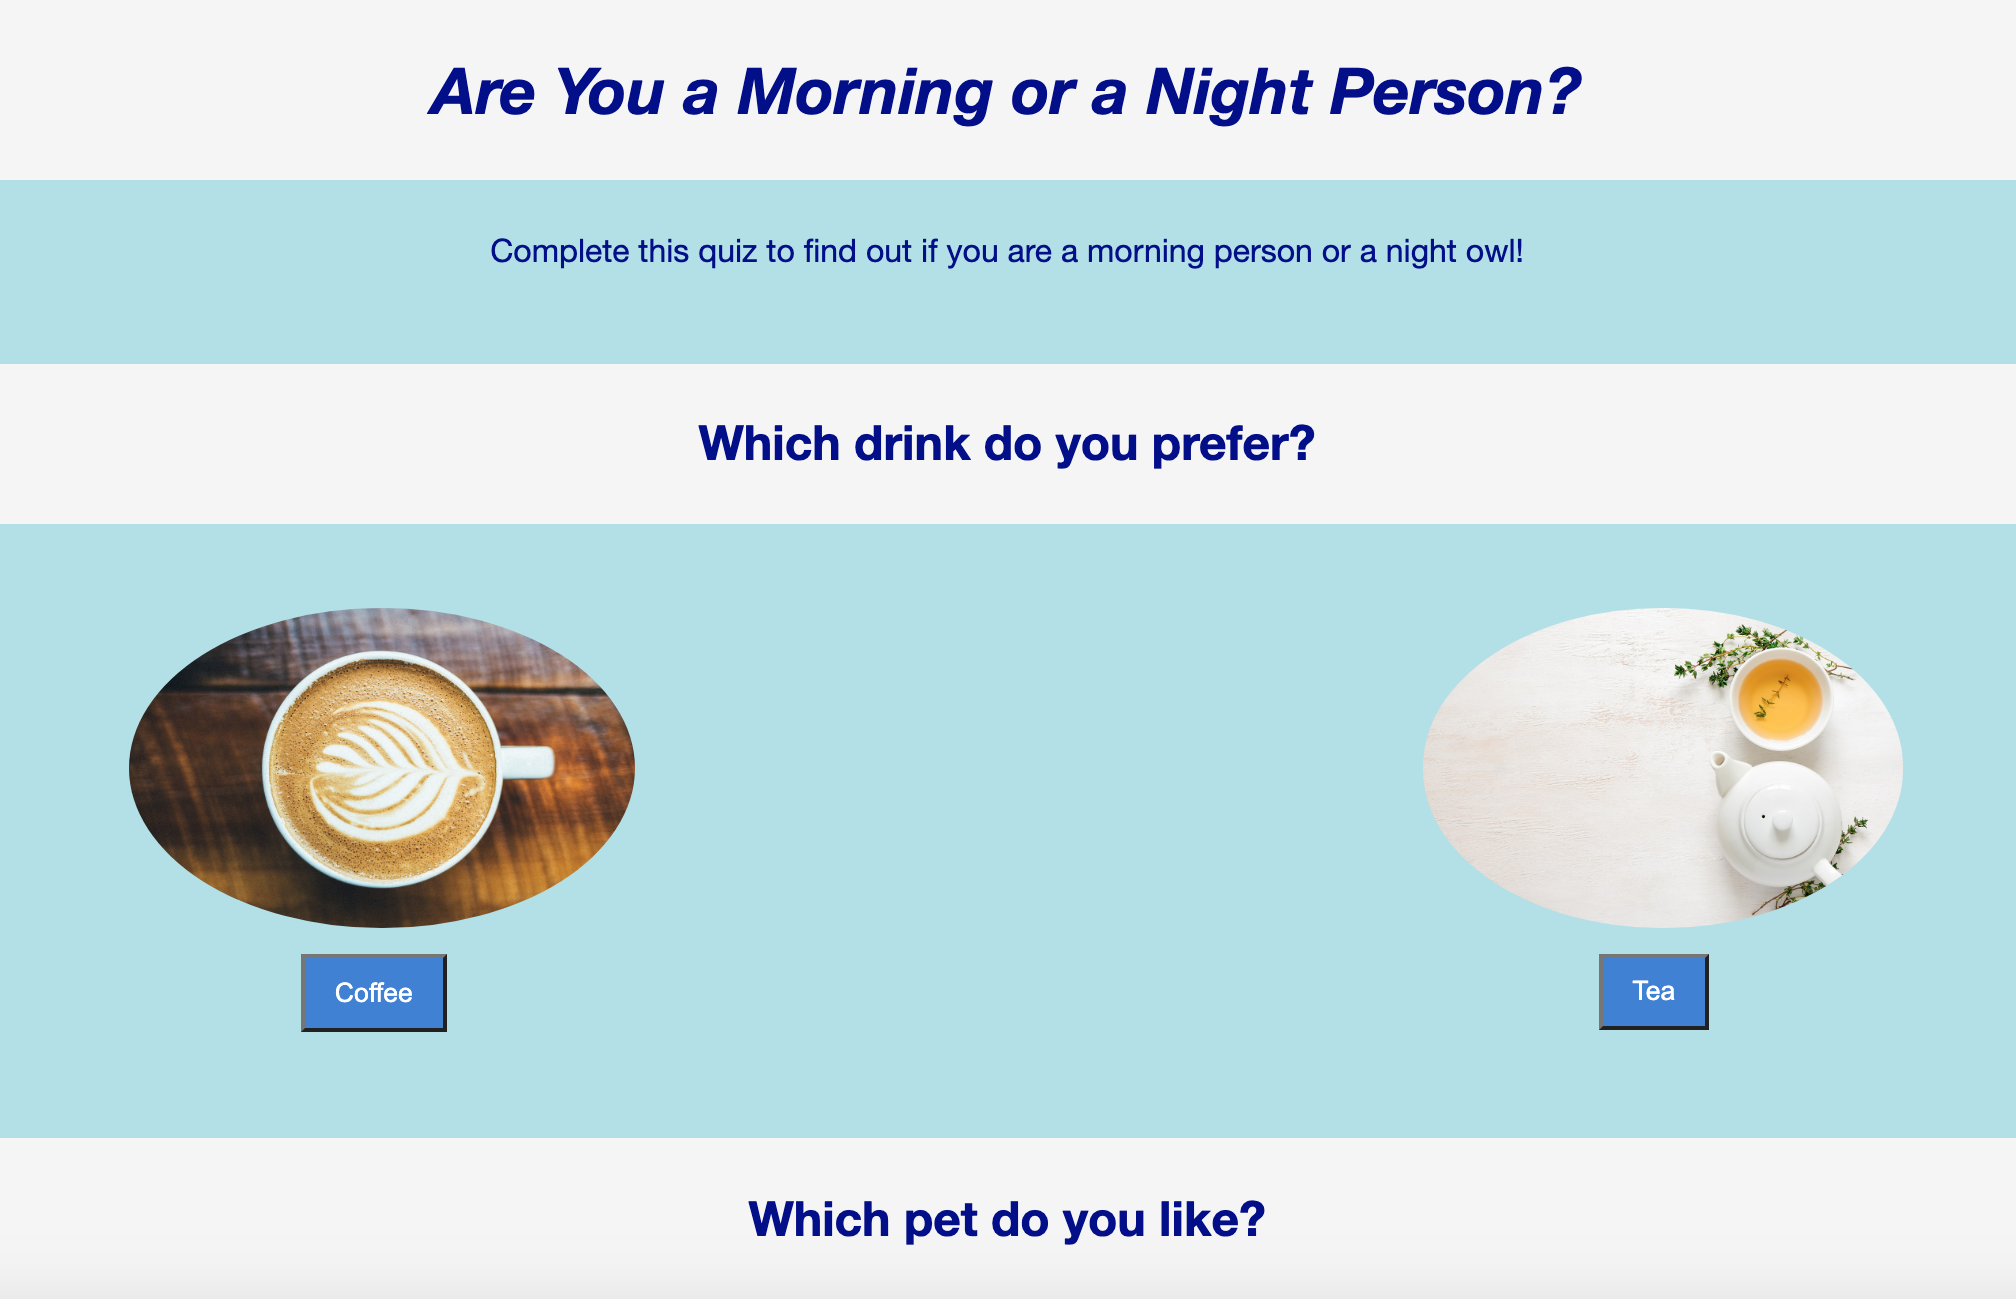 Are You a Morning or a Night Person?
Complete this quiz to find out if you are a morning person or a night owl!
Which drink do you prefer?
Coffee
Tea
Which pet do you like?